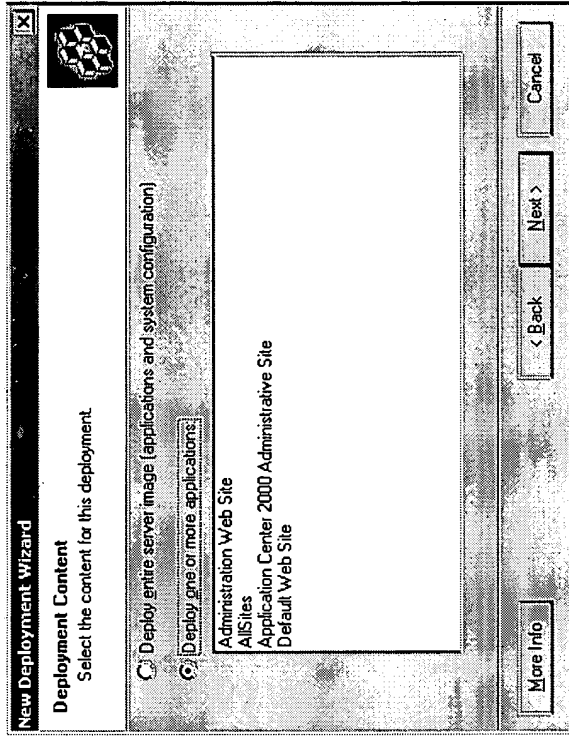 New Deployment Wizard
Deployment Content
Select the content for this deployment.
Deploy entire server image (applications and system configuration)
Deploy one or more applications:
Administration Web Site
AllSites
Application Center 2000 Administrative Site
Default Web Site
More Info
< Back
Next >
Cancel